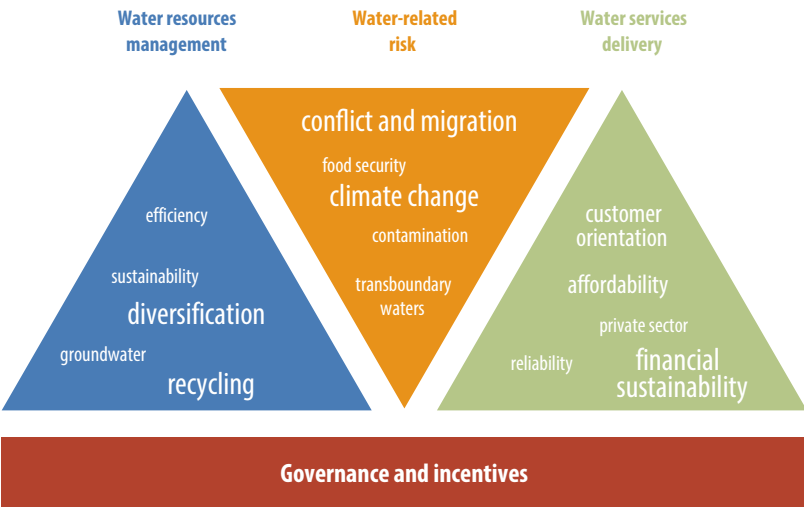 Water resources
management
Water-related
risk
Water services
delivery
efficiency
sustainability
diversification
groundwater
recycling
conflict and migration
food security
climate change
contamination
transboundary
waters
customer
orientation
affordability
private sector
reliability
financial
sustainability
Governance and incentives